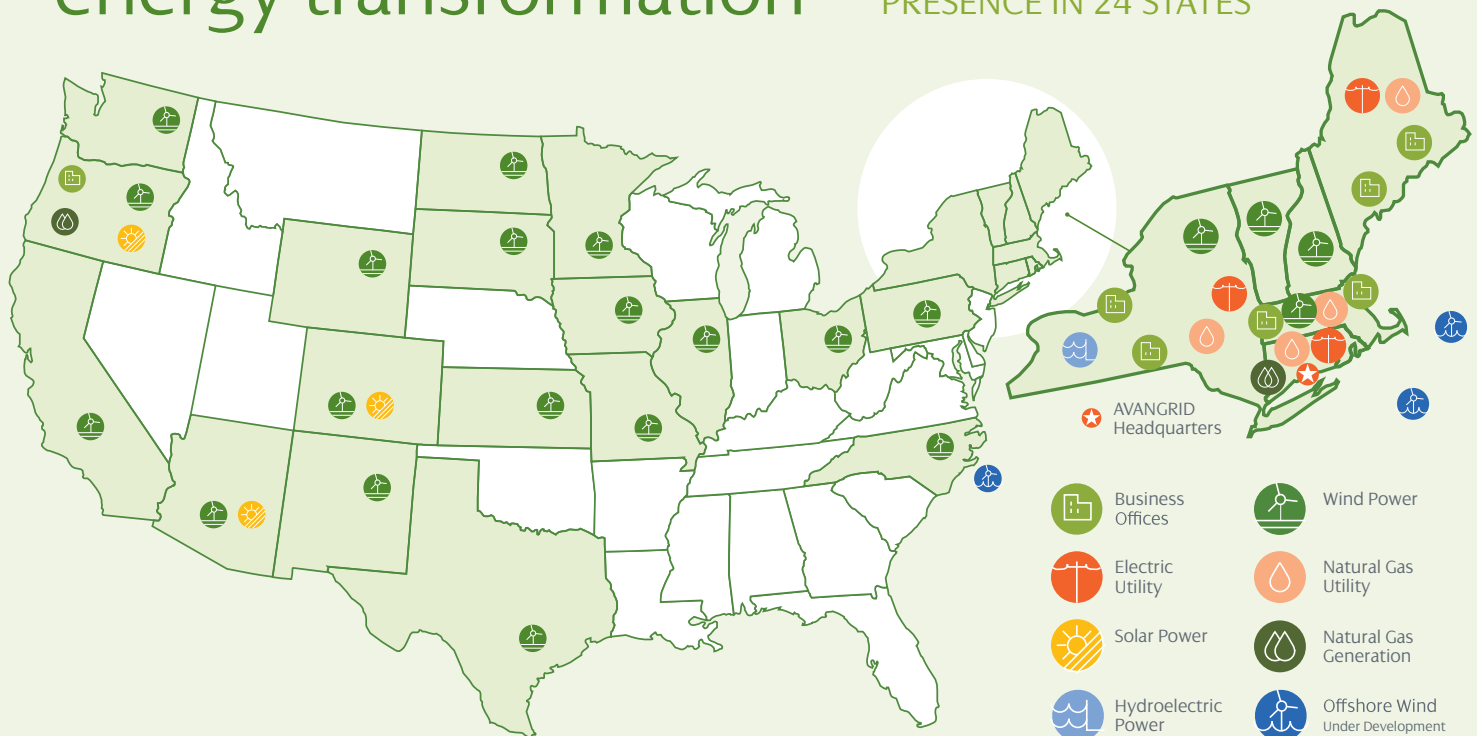 energy transformation
PRESENCE IN 24 STATES
AVANGRID
Headquarters
Business
Offices
Wind Power
Electric
Utility
Natural Gas
Utility
Solar Power
Natural Gas
Generation
Hydroelectric
Power
Offshore Wind
Under Development